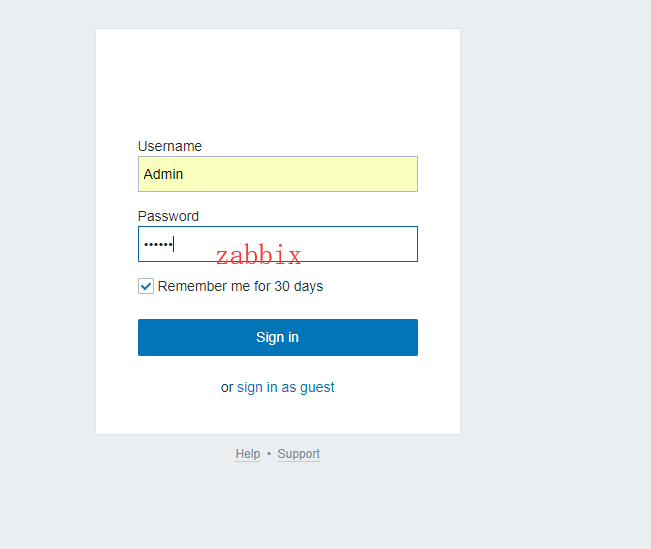 Username
Admin
Password
••••••
zabbix
Remember me for 30 days
Sign in
or sign in as guest
Help • Support